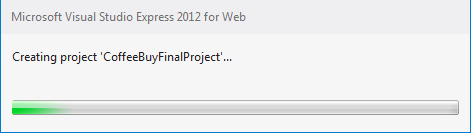 Microsoft Visual Studio Express 2012 for Web
Creating project 'CoffeeBuyFinalProject'...